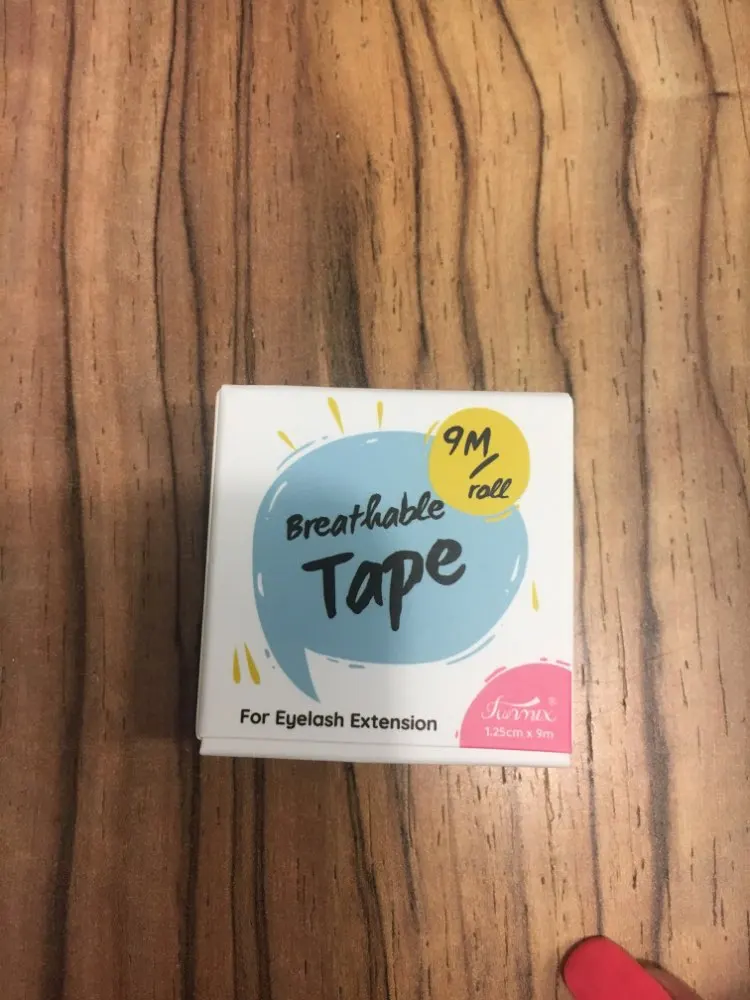 9M
/
roll
Breathable
Tape
For Eyelash Extension
®
1.25cm x 9m